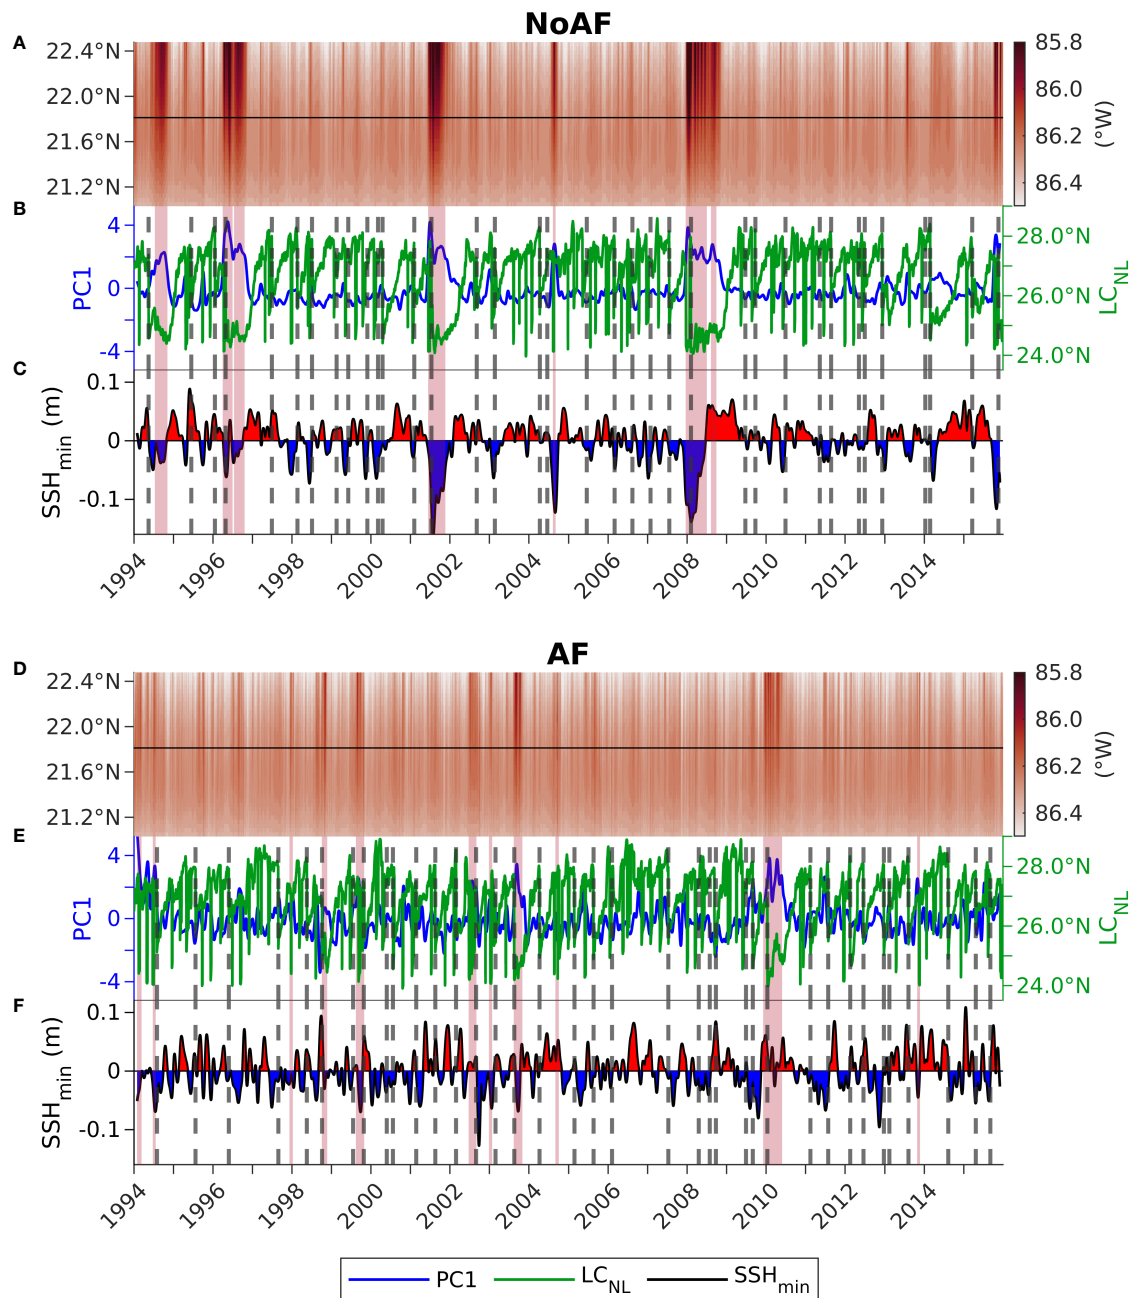 NoAF
A
22.4°N
22.0°N
21.6°N
21.2°N
85.8
86.0
86.2
86.4
(°W)
B
4
0
-4
PC1
28.0°N
26.0°N
24.0°N
LC_NL
C
0.1
0
-0.1
SSH_min (m)
1994
1996
1998
2000
2002
2004
2006
2008
2010
2012
2014
AF
D
22.4°N
22.0°N
21.6°N
21.2°N
85.8
86.0
86.2
86.4
(°W)
E
4
0
-4
PC1
28.0°N
26.0°N
24.0°N
LC_NL
F
0.1
0
-0.1
SSH_min (m)
1994
1996
1998
2000
2002
2004
2006
2008
2010
2012
2014
PC1 LC_NL SSH_min